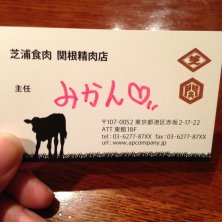 芝浦食肉 関根精肉店
主任
みかん♡
〒107-0052 東京都港区赤坂2-17-2
ATT 東館18F
tel : 03-6277-87XX fax : 03-6277-88XX
url : www.apcompany.jp